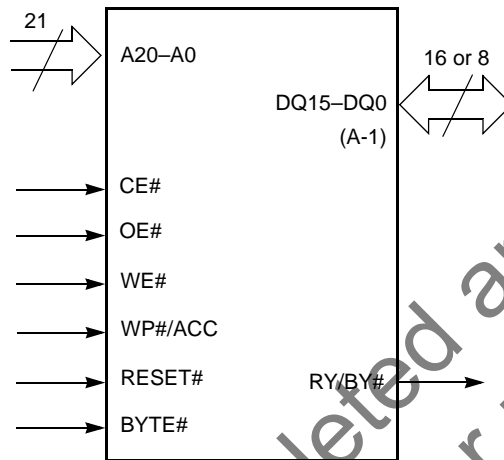 21
A20–A0
16 or 8
DQ15–DQ0
(A-1)
CE#
OE#
WE#
WP#/ACC
RESET#
RY/BY#
BYTE#